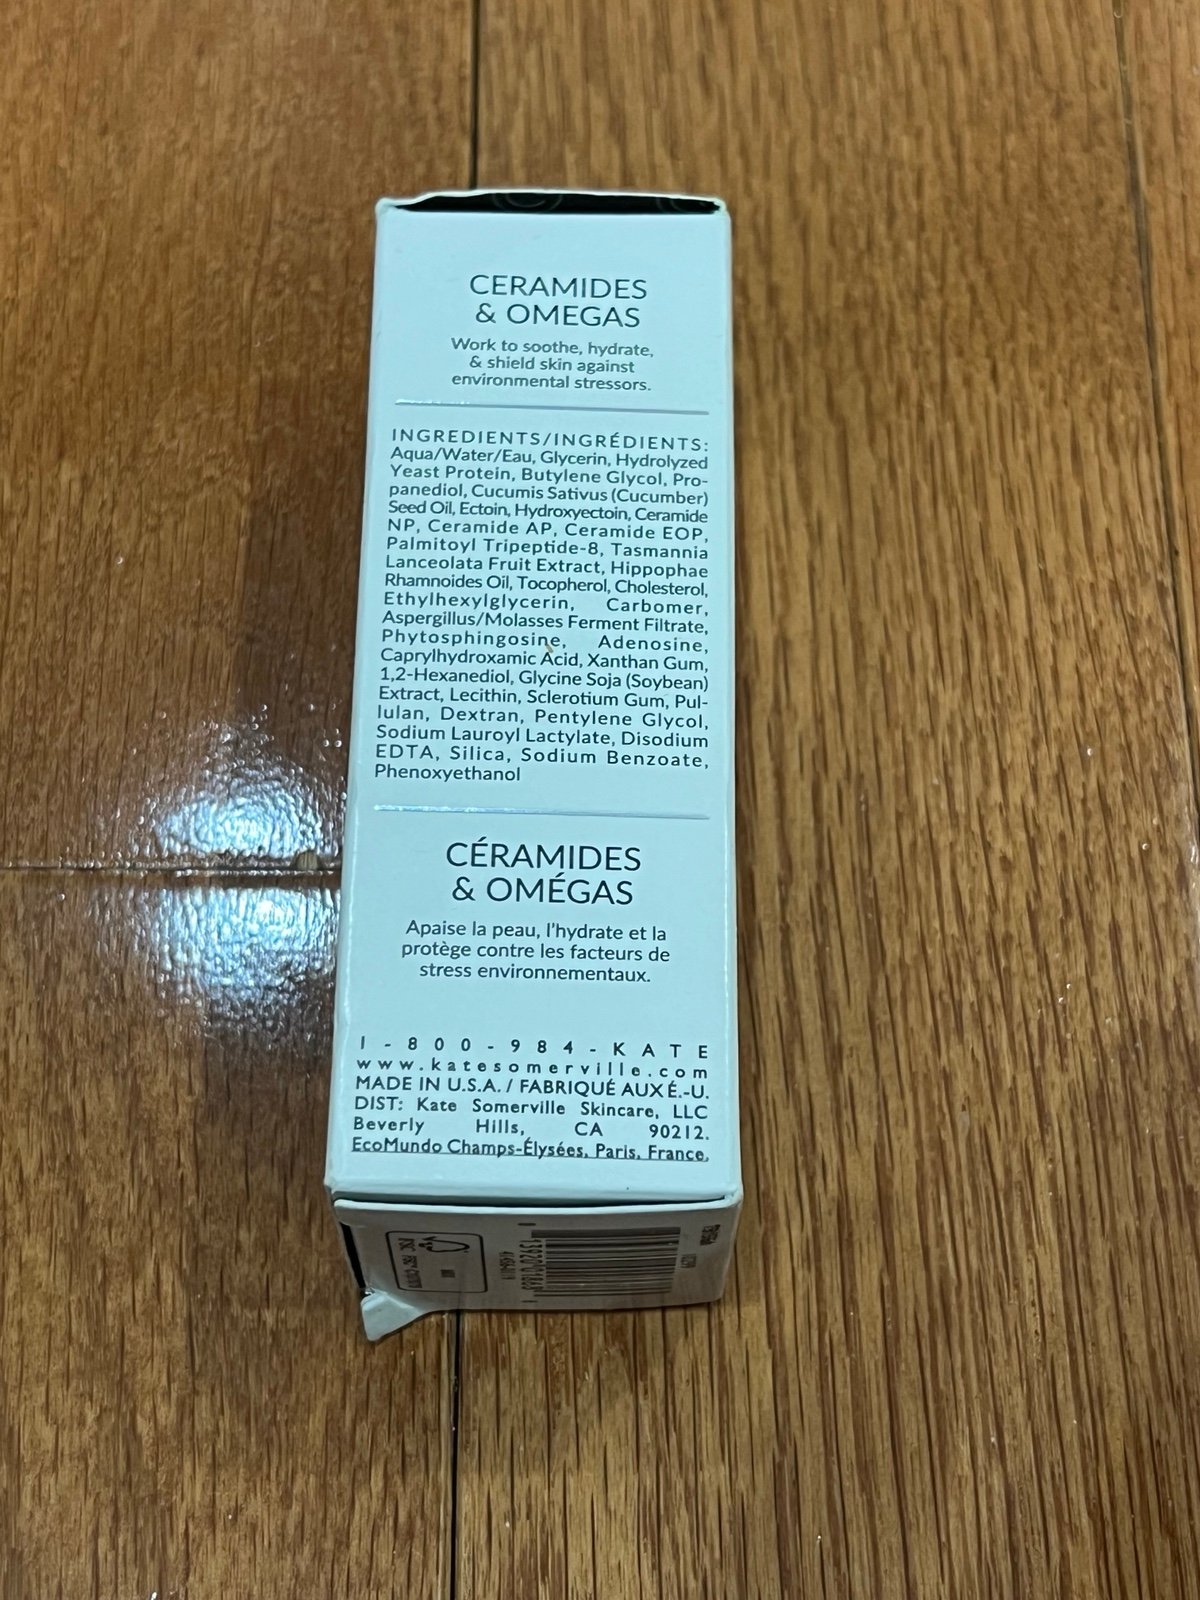 CERAMIDES
& OMEGAS
Work to soothe, hydrate,
& shield skin against
environmental stressors.
INGREDIENTS/INGRÉDIENTS:
Aqua/Water/Eau, Glycerin, Hydrolyzed
Yeast Protein, Butylene Glycol, Pro-
panediol, Cucumis Sativus (Cucumber)
Seed Oil, Ectoin, Hydroxyectoin, Ceramide
NP, Ceramide AP, Ceramide EOP,
Palmitoyl Tripeptide-8, Tasmannia
Lanceolata Fruit Extract, Hippophae
Rhamnoides Oil, Tocopherol, Cholesterol,
Ethylhexylglycerin, Carbomer,
Aspergillus/Molasses Ferment Filtrate,
Phytosphingosine, Adenosine,
Caprylhydroxamic Acid, Xanthan Gum,
1,2-Hexanediol, Glycine Soja (Soybean)
Extract, Lecithin, Sclerotium Gum, Pul-
lulan, Dextran, Pentylene Glycol,
Sodium Lauroyl Lactylate, Disodium
EDTA, Silica, Sodium Benzoate,
Phenoxyethanol
CÉRAMIDES
& OMÉGAS
Apaise la peau, l'hydrate et la
protège contre les facteurs de
stress environnementaux.
1-800-984-KATE
www.katesomerville.com
MADE IN U.S.A. / FABRIQUÉ AUX É.-U.
DIST: Kate Somerville Skincare, LLC
Beverly Hills, CA 90212.
EcoMundo Champs-Élysées, Paris, France.